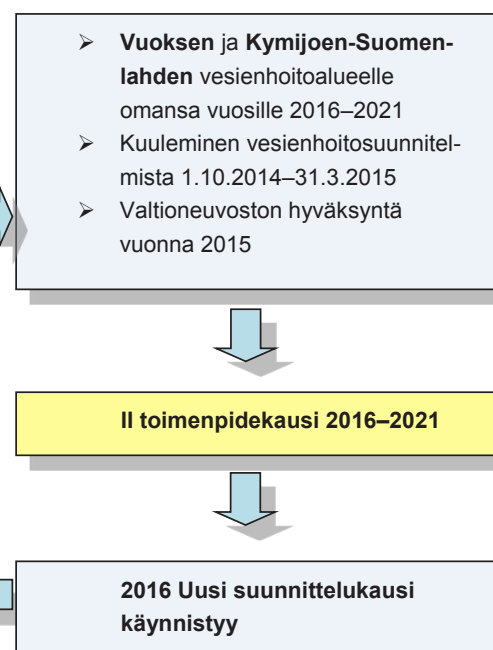 ➢ Vuoksen ja Kymijoen-Suomen-
lahden vesienhoitoalueelle
omansa vuosille 2016–2021
➢ Kuuleminen vesienhoitosuunnitel-
mista 1.10.2014–31.3.2015
➢ Valtioneuvoston hyväksyntä
vuonna 2015
II toimenpidekausi 2016–2021
2016 Uusi suunnittelukausi
käynnistyy